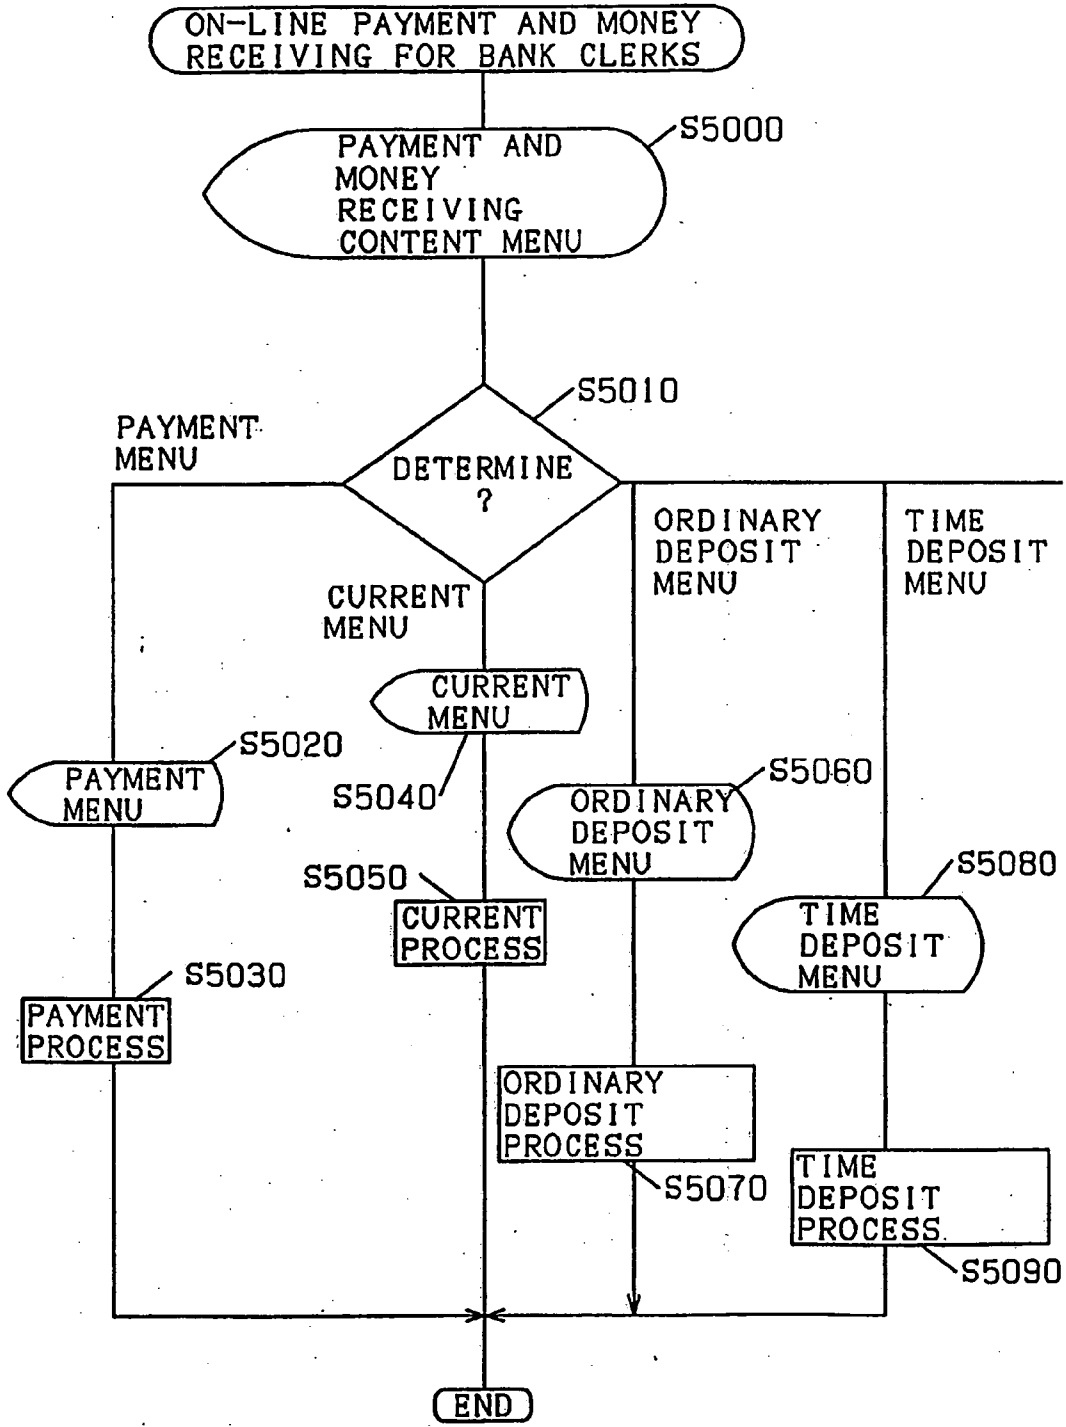 ON-LINE PAYMENT AND MONEY
RECEIVING FOR BANK CLERKS
S5000
PAYMENT AND
MONEY
RECEIVING
CONTENT MENU
S5010
PAYMENT
MENU
DETERMINE
?
ORDINARY
DEPOSIT
MENU
TIME
DEPOSIT
MENU
CURRENT
MENU
CURRENT
MENU
S5020
PAYMENT
MENU
S5040
S5060
ORDINARY
DEPOSIT
MENU
S5050
CURRENT
PROCESS
S5080
TIME
DEPOSIT
MENU
S5030
PAYMENT
PROCESS
ORDINARY
DEPOSIT
PROCESS
S5070
TIME
DEPOSIT
PROCESS
S5090
END